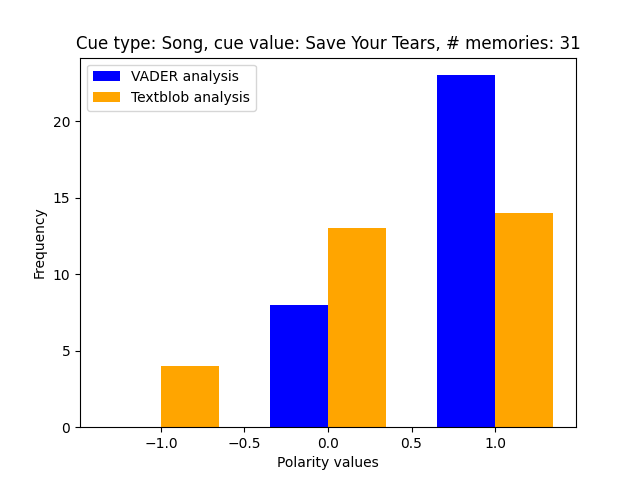 Cue type: Song, cue value: Save Your Tears, # memories: 31
VADER analysis
Textblob analysis
20
15
10
5
0
Frequency
−1.0 −0.5 0.0 0.5 1.0
Polarity values